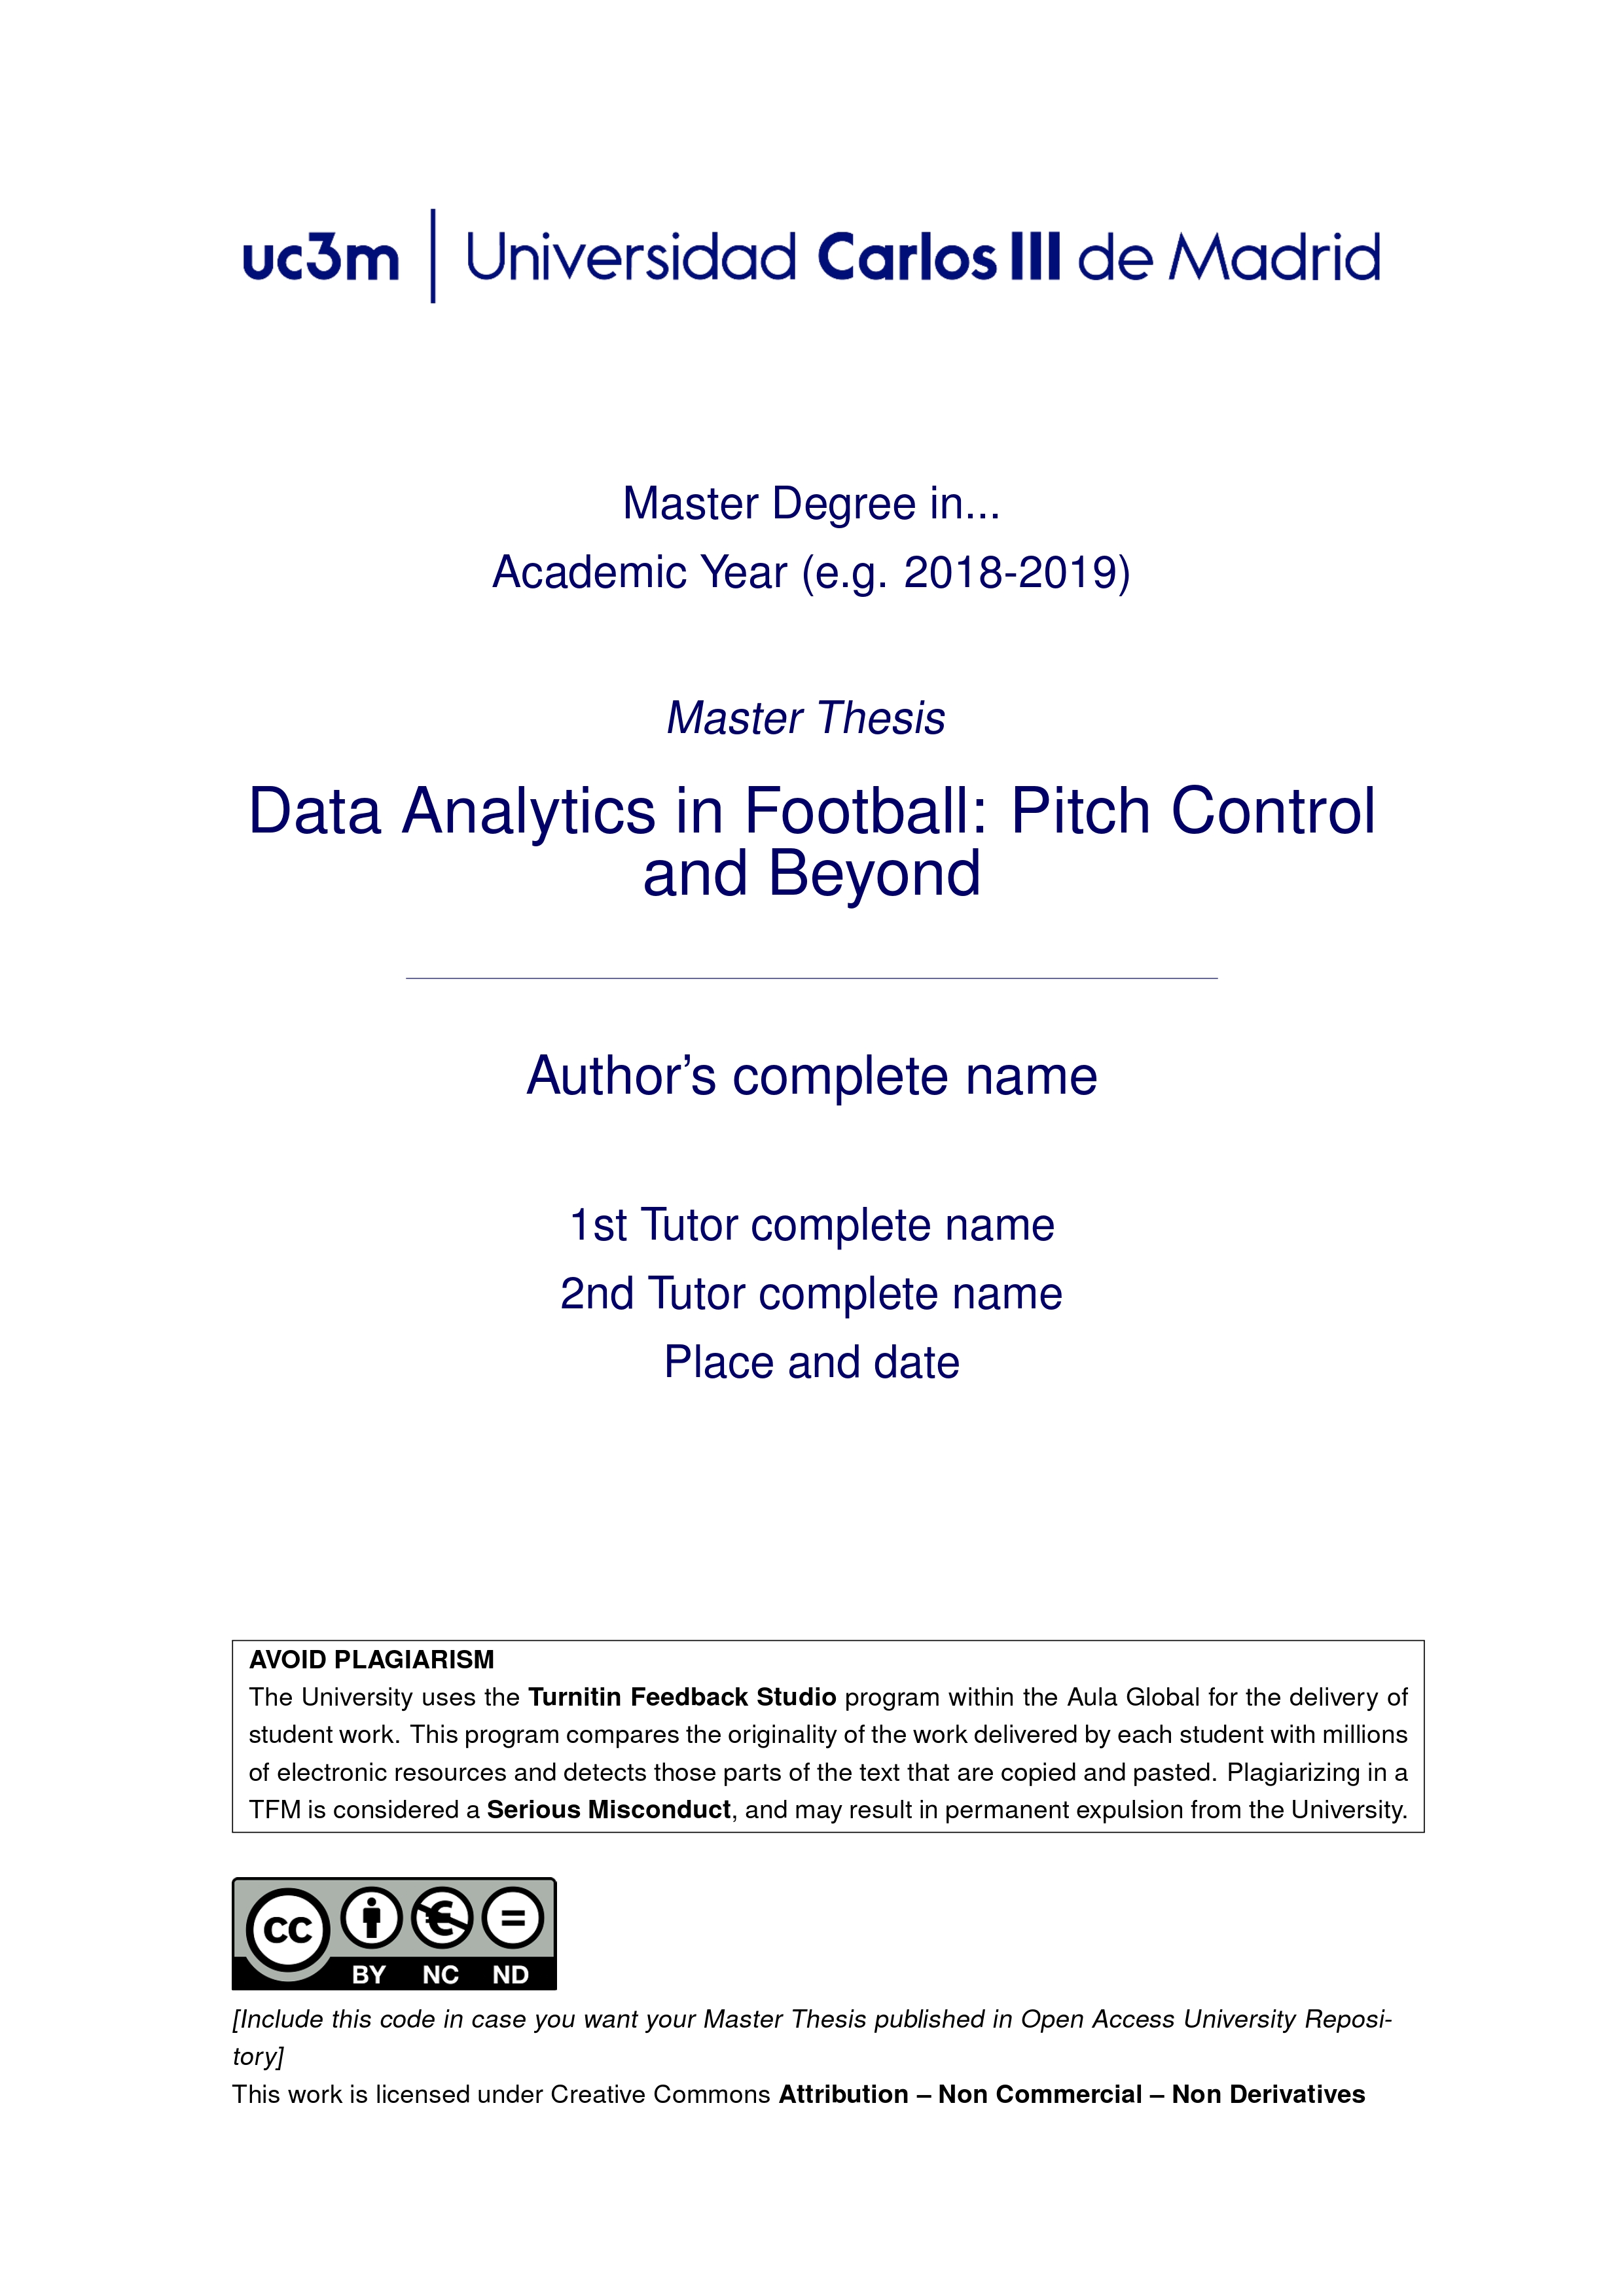 uc3m | Universidad Carlos III de Madrid
Master Degree in...
Academic Year (e.g. 2018-2019)
Master Thesis
Data Analytics in Football: Pitch Control
and Beyond
Author's complete name
1st Tutor complete name
2nd Tutor complete name
Place and date
AVOID PLAGIARISM
The University uses the Turnitin Feedback Studio program within the Aula Global for the delivery of
student work. This program compares the originality of the work delivered by each student with millions
of electronic resources and detects those parts of the text that are copied and pasted. Plagiarizing in a
TFM is considered a Serious Misconduct, and may result in permanent expulsion from the University.
cc € =
BY NC ND
[Include this code in case you want your Master Thesis published in Open Access University Reposi-
tory]
This work is licensed under Creative Commons Attribution – Non Commercial – Non Derivatives